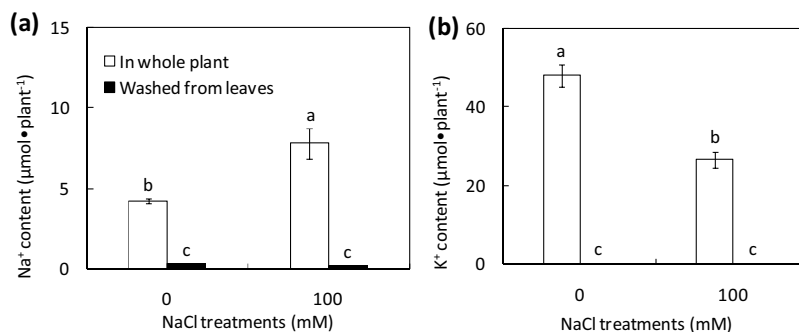 (a)
Na⁺ content (μmol•plant⁻¹)
15
10
5
0
In whole plant
Washed from leaves
b
c
a
c
0
100
NaCl treatments (mM)
(b)
K⁺ content (μmol•plant⁻¹)
60
40
20
0
a
c
b
c
0
100
NaCl treatments (mM)